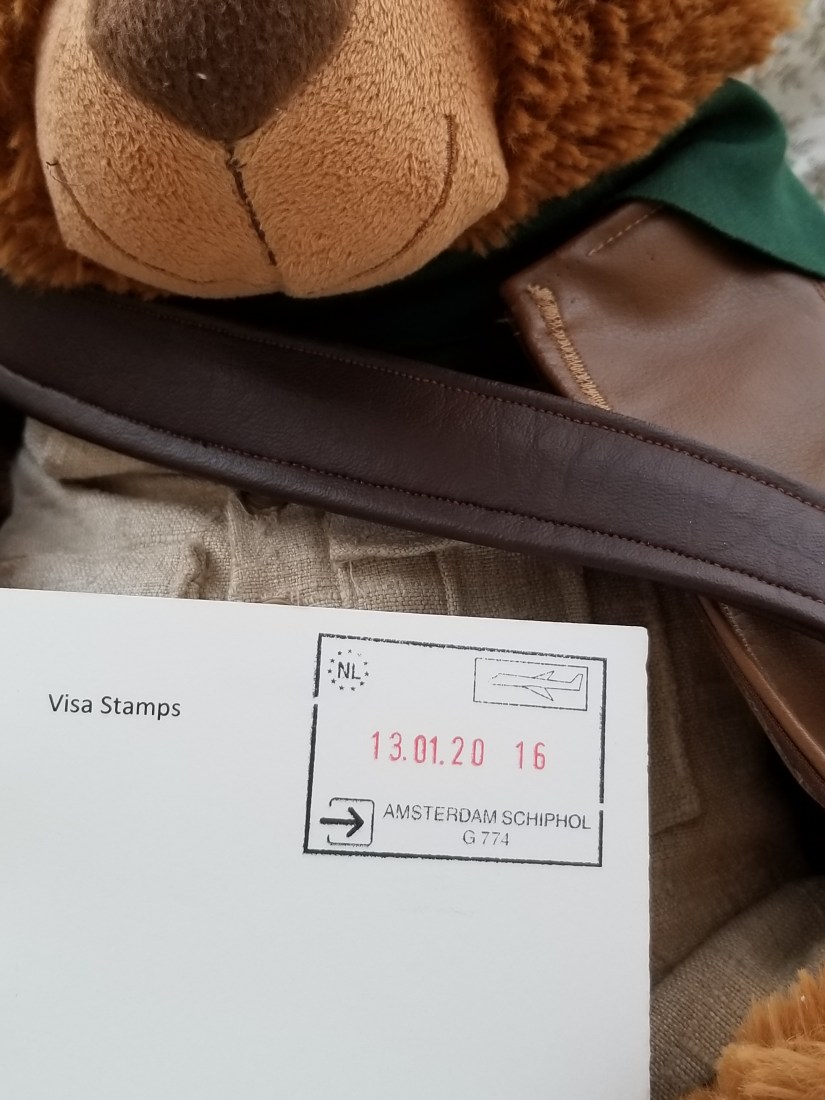 Visa Stamps
NL
13.01.20 16
AMSTERDAM SCHIPHOL
G 774